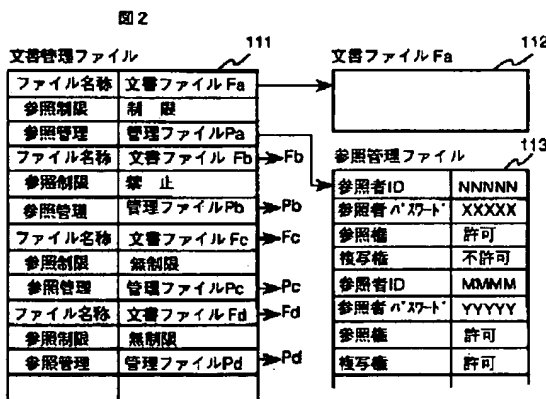 図2
文書管理ファイル
111
ファイル名称 文書ファイル Fa
参照制限 制 限
参照管理 管理ファイルPa
ファイル名称 文書ファイル Fb Fb
参照制限 禁 止
参照管理 管理ファイルPb Pb
ファイル名称 文書ファイル Fc Fc
参照制限 無制限
参照管理 管理ファイルPc Pc
ファイル名称 文書ファイル Fd Fd
参照制限 無制限
参照管理 管理ファイルPd Pd
文書ファイル Fa
112
参照管理ファイル
113
参照者ID NNNNN
参照者パスワード XXXXX
参照権 許可
複写権 不許可
参照者ID MMMM
参照者パスワード YYYYY
参照権 許可
複写権 許可